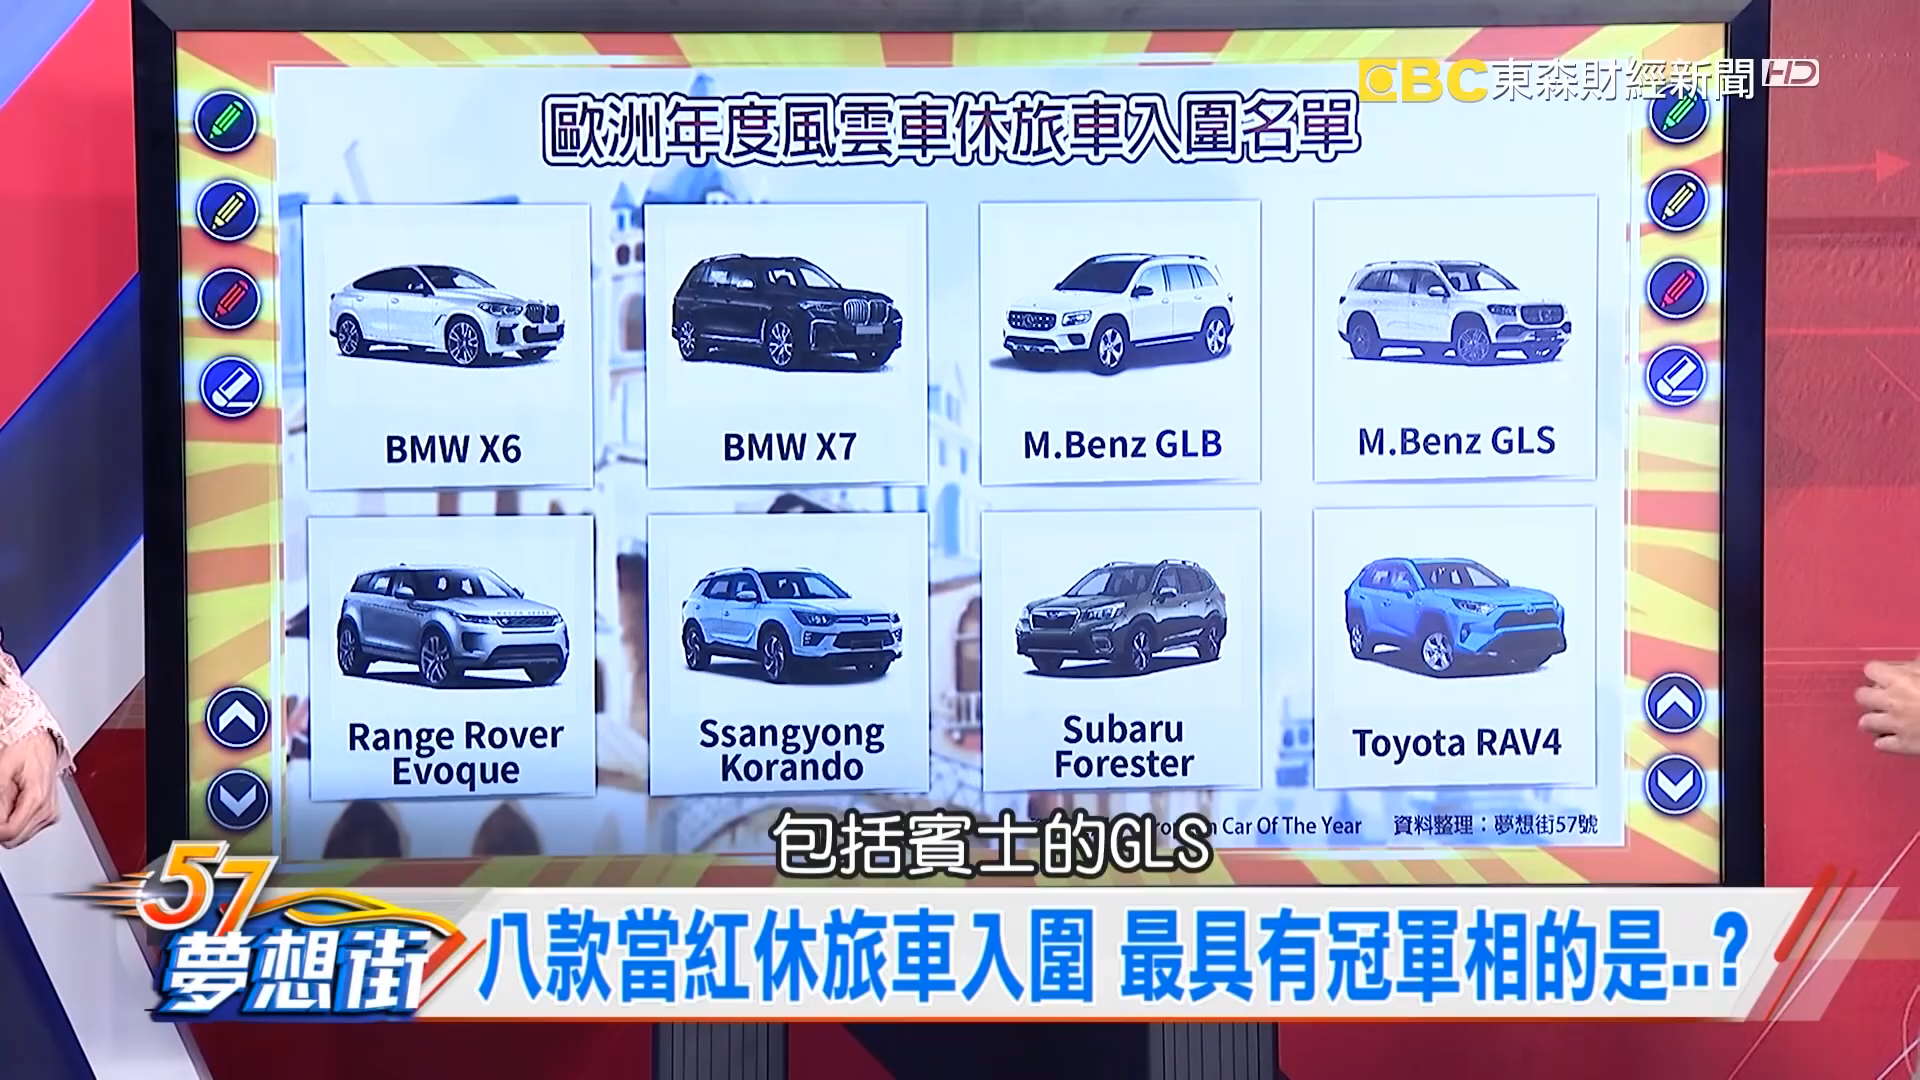 EBC東森財經新聞HD
歐洲年度風雲車休旅車入圍名單
BMW X6
BMW X7
M.Benz GLB
M.Benz GLS
Range Rover
Evoque
Ssangyong
Korando
Subaru
Forester
Toyota RAV4
Car Of The Year
資料整理：夢想街57號
包括賓士的GLS
57
夢想街
八款當紅休旅車入圍 最具有冠軍相的是..?